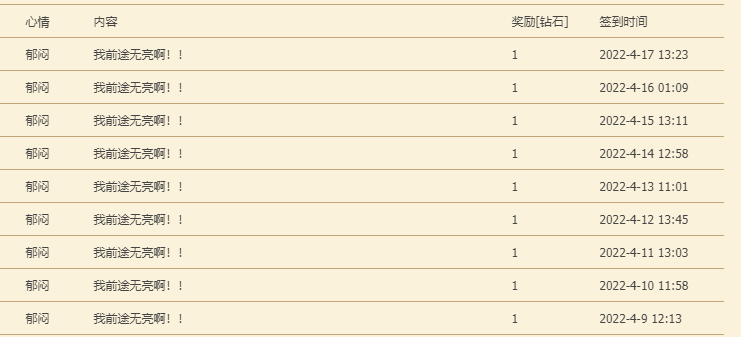 心情 内容 奖励[钻石] 签到时间
郁闷 我前途无亮啊！！ 1 2022-4-17 13:23
郁闷 我前途无亮啊！！ 1 2022-4-16 01:09
郁闷 我前途无亮啊！！ 1 2022-4-15 13:11
郁闷 我前途无亮啊！！ 1 2022-4-14 12:58
郁闷 我前途无亮啊！！ 1 2022-4-13 11:01
郁闷 我前途无亮啊！！ 1 2022-4-12 13:45
郁闷 我前途无亮啊！！ 1 2022-4-11 13:03
郁闷 我前途无亮啊！！ 1 2022-4-10 11:58
郁闷 我前途无亮啊！！ 1 2022-4-9 12:13